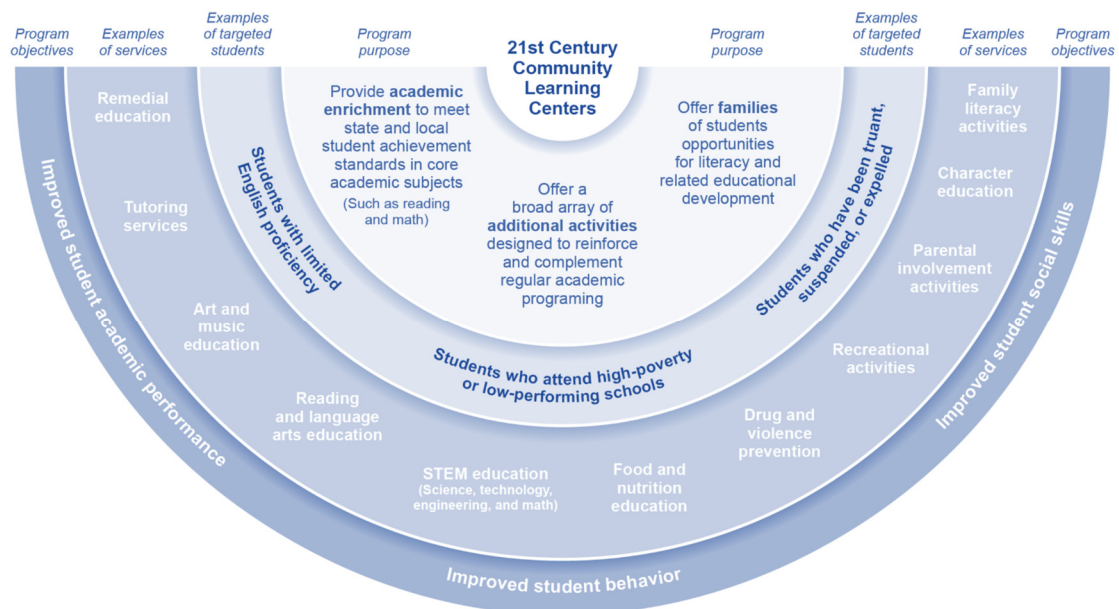 Program
objectives
Examples
of services
Examples
of targeted
students
Program
purpose
21st Century
Community
Learning
Centers
Program
purpose
Examples
of targeted
students
Examples
of services
Program
objectives
Provide academic
enrichment to meet
state and local
student achievement
standards in core
academic subjects
(Such as reading
and math)
Offer a
broad array of
additional activities
designed to reinforce
and complement
regular academic
programing
Offer families
of students
opportunities
for literacy and
related educational
development
Students with limited
English proficiency
Students who attend high-poverty
or low-performing schools
Students who have been truant,
suspended, or expelled
Remedial
education
Tutoring
services
Art and
music
education
Reading
and language
arts education
STEM education
(Science, technology,
engineering, and math)
Food and
nutrition
education
Drug and
violence
prevention
Recreational
activities
Parental
involvement
activities
Character
education
Family
literacy
activities
Improved student academic performance
Improved student behavior
Improved student social skills